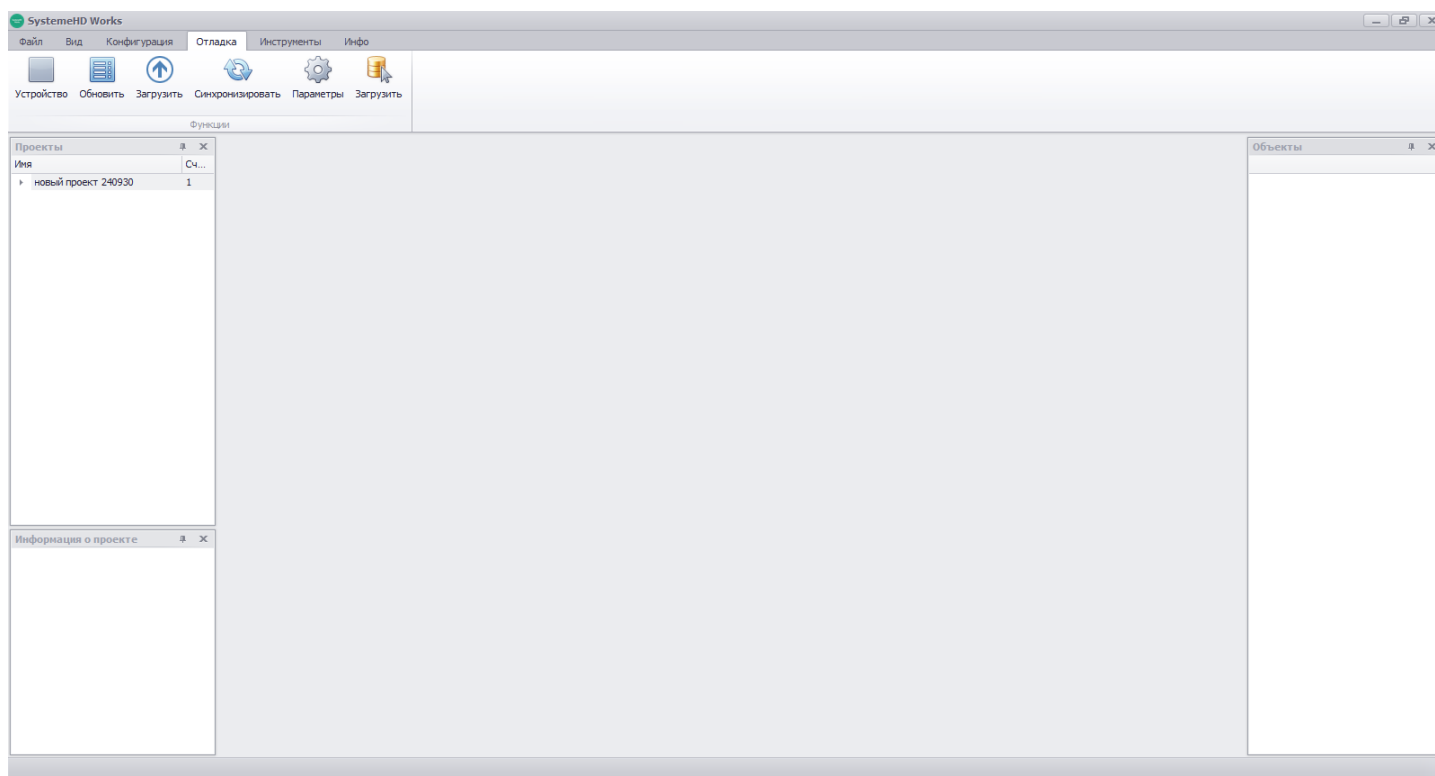 SystemeHD Works
Файл Вид Конфигурация Отладка Инструменты Инфо
Устройство Обновить Загрузить Синхронизировать Параметры Загрузить
Функции
Проекты
Имя Сч...
новый проект 240930 1
Объекты
Информация о проекте